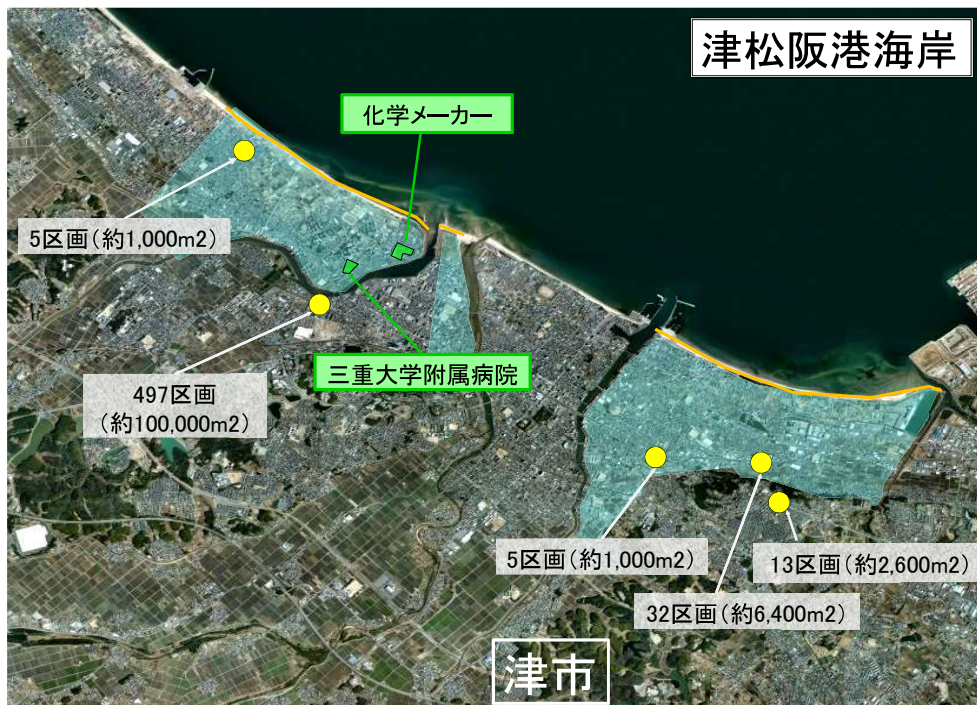 津松阪港海岸
化学メーカー
5区画(約1,000m2)
三重大学附属病院
497区画
(約100,000m2)
5区画(約1,000m2)
13区画(約2,600m2)
32区画(約6,400m2)
津市